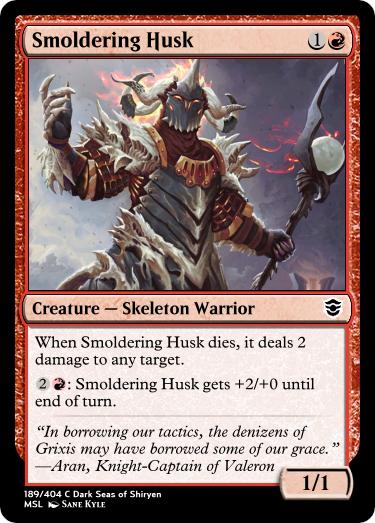 Smoldering Husk 1
Creature — Skeleton Warrior
When Smoldering Husk dies, it deals 2
damage to any target.
2 : Smoldering Husk gets +2/+0 until
end of turn.
“In borrowing our tactics, the denizens of
Grixis may have borrowed some of our grace.”
—Aran, Knight-Captain of Valeron
1/1
189/404 C Dark Seas of Shiryen
MSL Sane Kyle